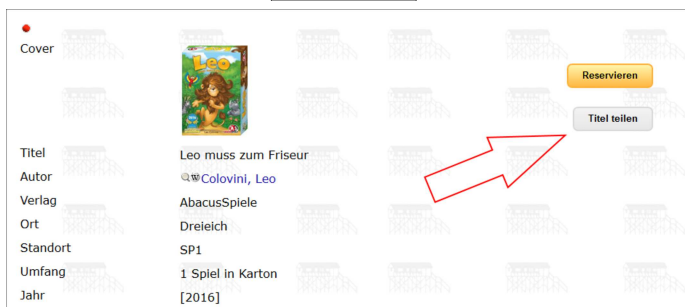 Cover
Leo
Reservieren
Titel teilen
Titel Leo muss zum Friseur
Autor Colovini, Leo
Verlag AbacusSpiele
Ort Dreieich
Standort SP1
Umfang 1 Spiel in Karton
Jahr [2016]